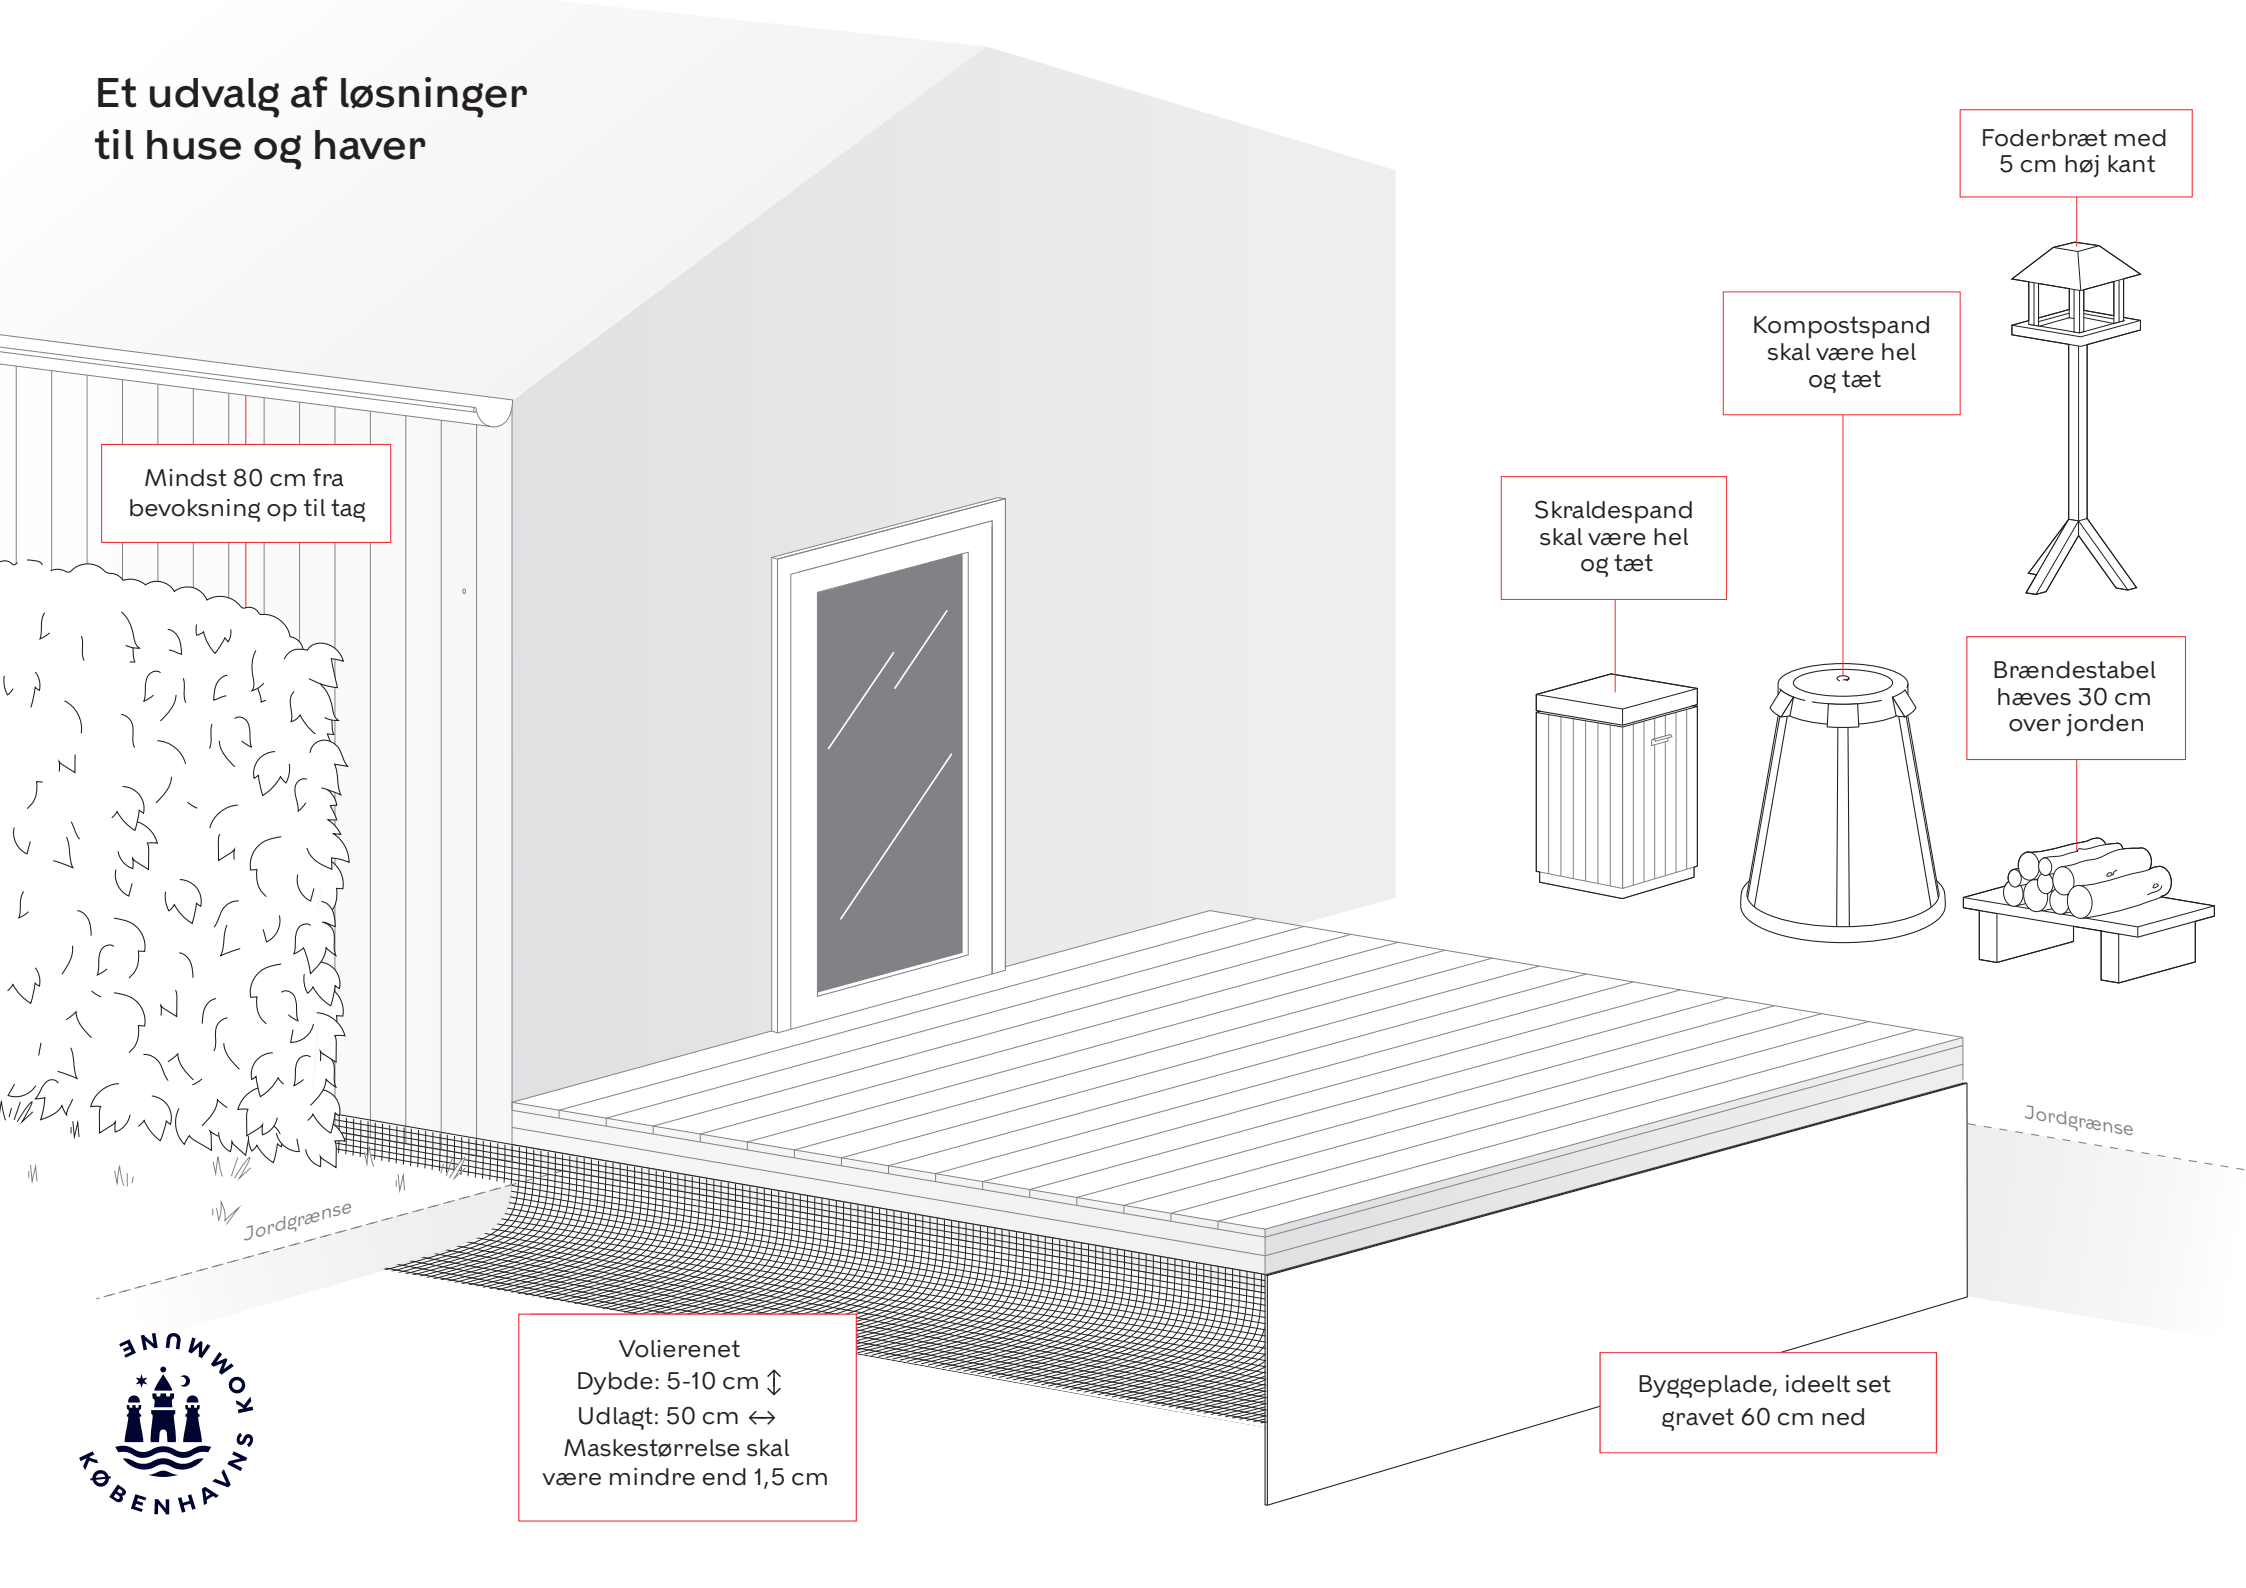 Et udvalg af løsninger
til huse og haver
Foderbræt med
5 cm høj kant
Kompostspand
skal være hel
og tæt
Mindst 80 cm fra
bevoksning op til tag
Skraldespand
skal være hel
og tæt
Brændestabel
hæves 30 cm
over jorden
Jordgrænse
Jordgrænse
Volierenet
Dybde: 5-10 cm ↕
Udlagt: 50 cm ↔
Maskestørrelse skal
være mindre end 1,5 cm
Byggeplade, ideelt set
gravet 60 cm ned
KØBENHAVNS KOMMUNE